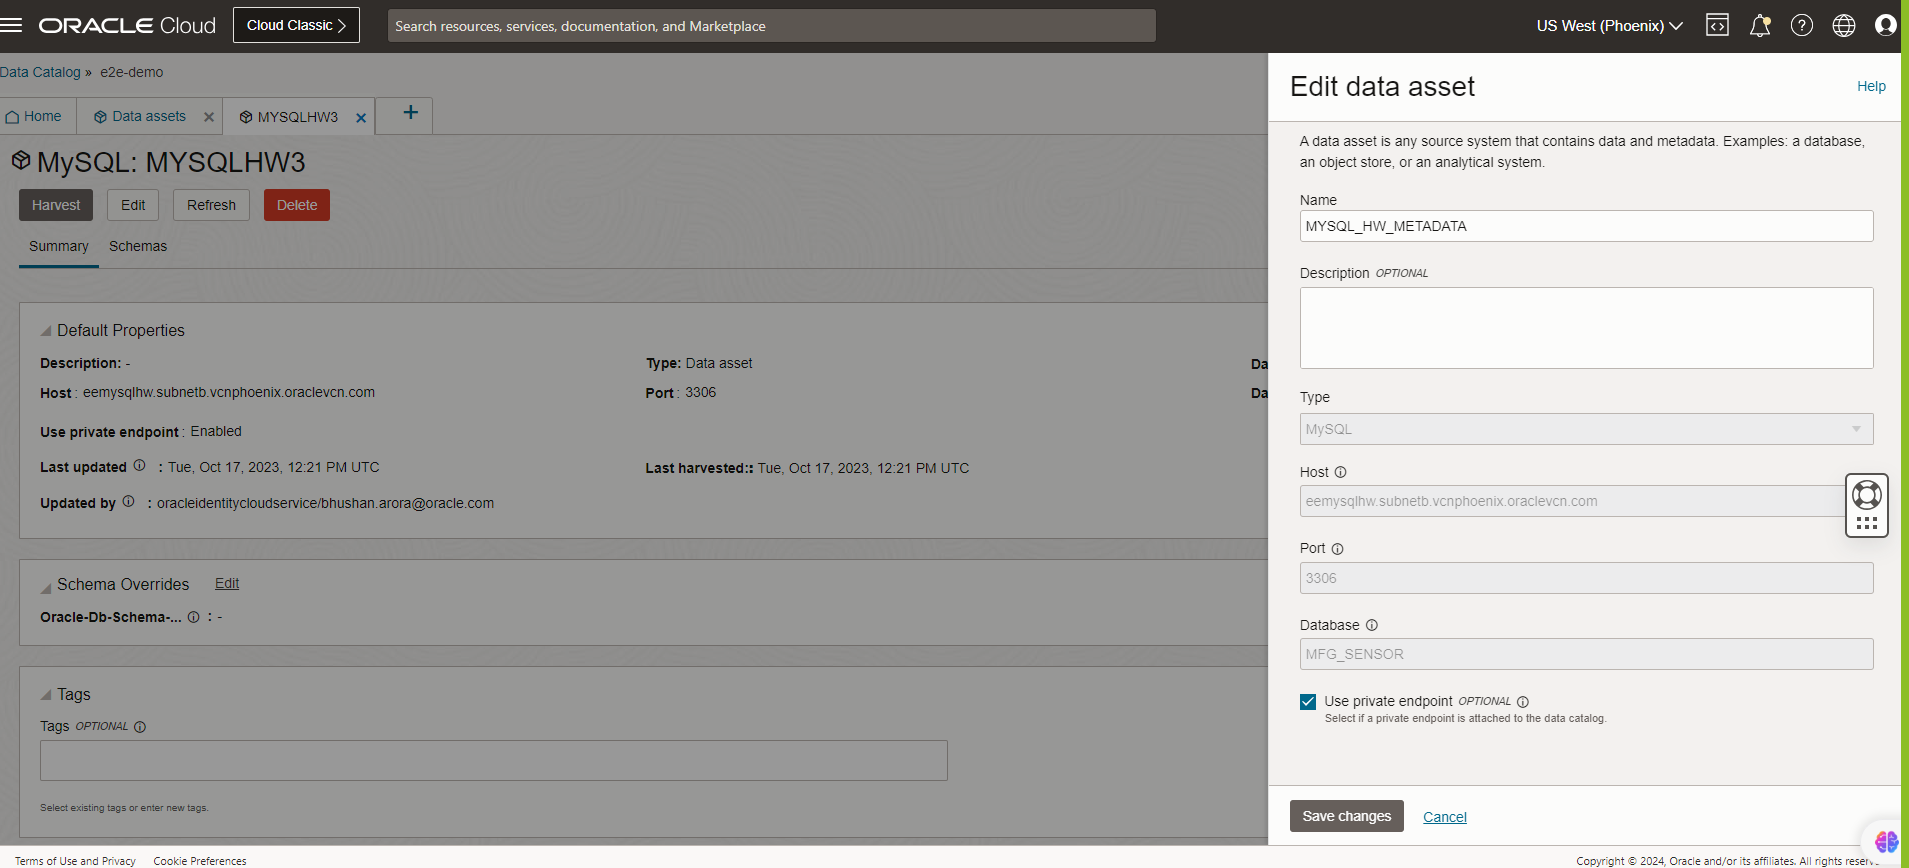 ORACLE Cloud
Cloud Classic
Search resources, services, documentation, and Marketplace
US West (Phoenix)
Data Catalog » e2e-demo
Home
Data assets
MYSQLHW3
MySQL: MYSQLHW3
Harvest
Edit
Refresh
Delete
Summary
Schemas
Default Properties
Description: -
Type: Data asset
Da
Host : eemysqlhw.subnetb.vcnphoenix.oraclevcn.com
Port : 3306
Da
Use private endpoint : Enabled
Last updated : Tue, Oct 17, 2023, 12:21 PM UTC
Last harvested:: Tue, Oct 17, 2023, 12:21 PM UTC
Updated by : oracleidentitycloudservice/bhushan.arora@oracle.com
Schema Overrides Edit
Oracle-Db-Schema-... : -
Tags
Tags OPTIONAL
Select existing tags or enter new tags.
Edit data asset
Help
A data asset is any source system that contains data and metadata. Examples: a database,
an object store, or an analytical system.
Name
MYSQL_HW_METADATA
Description OPTIONAL
Type
MySQL
Host
eemysqlhw.subnetb.vcnphoenix.oraclevcn.com
Port
3306
Database
MFG_SENSOR
Use private endpoint OPTIONAL
Select if a private endpoint is attached to the data catalog.
Save changes
Cancel
Terms of Use and Privacy
Cookie Preferences
Copyright © 2024, Oracle and/or its affiliates. All rights reserv